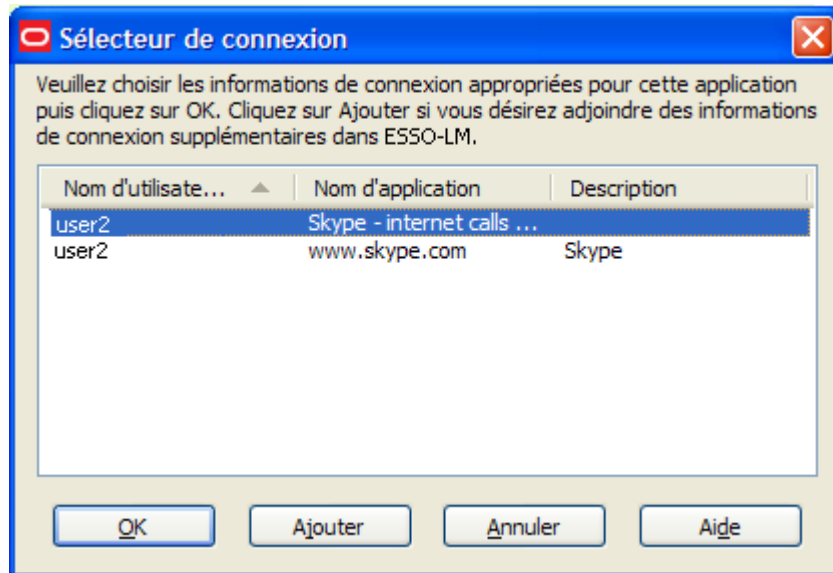 Sélecteur de connexion
Veuillez choisir les informations de connexion appropriées pour cette application
puis cliquez sur OK. Cliquez sur Ajouter si vous désirez adjoindre des informations
de connexion supplémentaires dans ESSO-LM.
Nom d'utilisate... Nom d'application Description
user2 Skype - internet calls ...
user2 www.skype.com Skype
OK Ajouter Annuler Aide